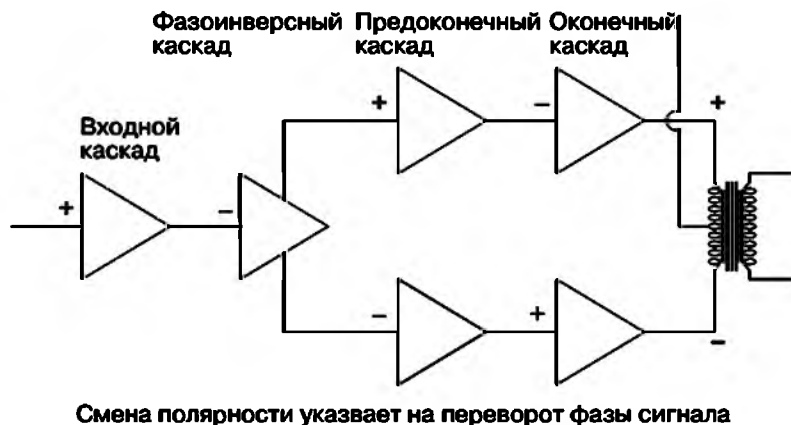 Фазоинверсный
каскад
Предоконечный
каскад
Оконечный
каскад
Входной
каскад
+
−
+
−
+
−
+
−
Смена полярности указвает на переворот фазы сигнала